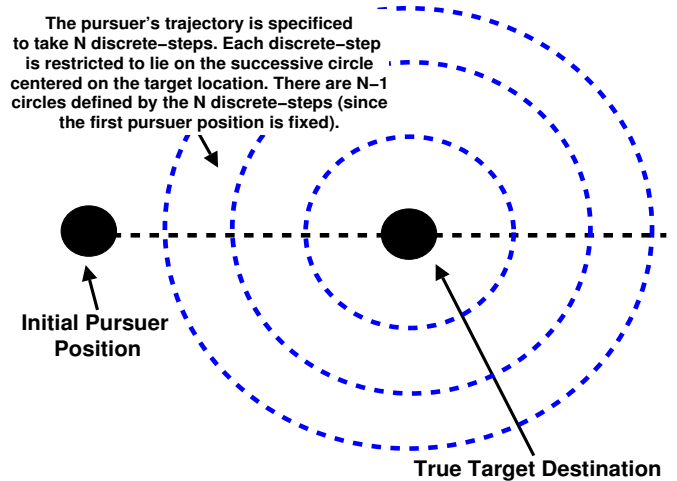 The pursuer's trajectory is specificed
to take N discrete−steps. Each discrete−step
is restricted to lie on the successive circle
centered on the target location. There are N−1
circles defined by the N discrete−steps (since
the first pursuer position is fixed).
Initial Pursuer
Position
True Target Destination